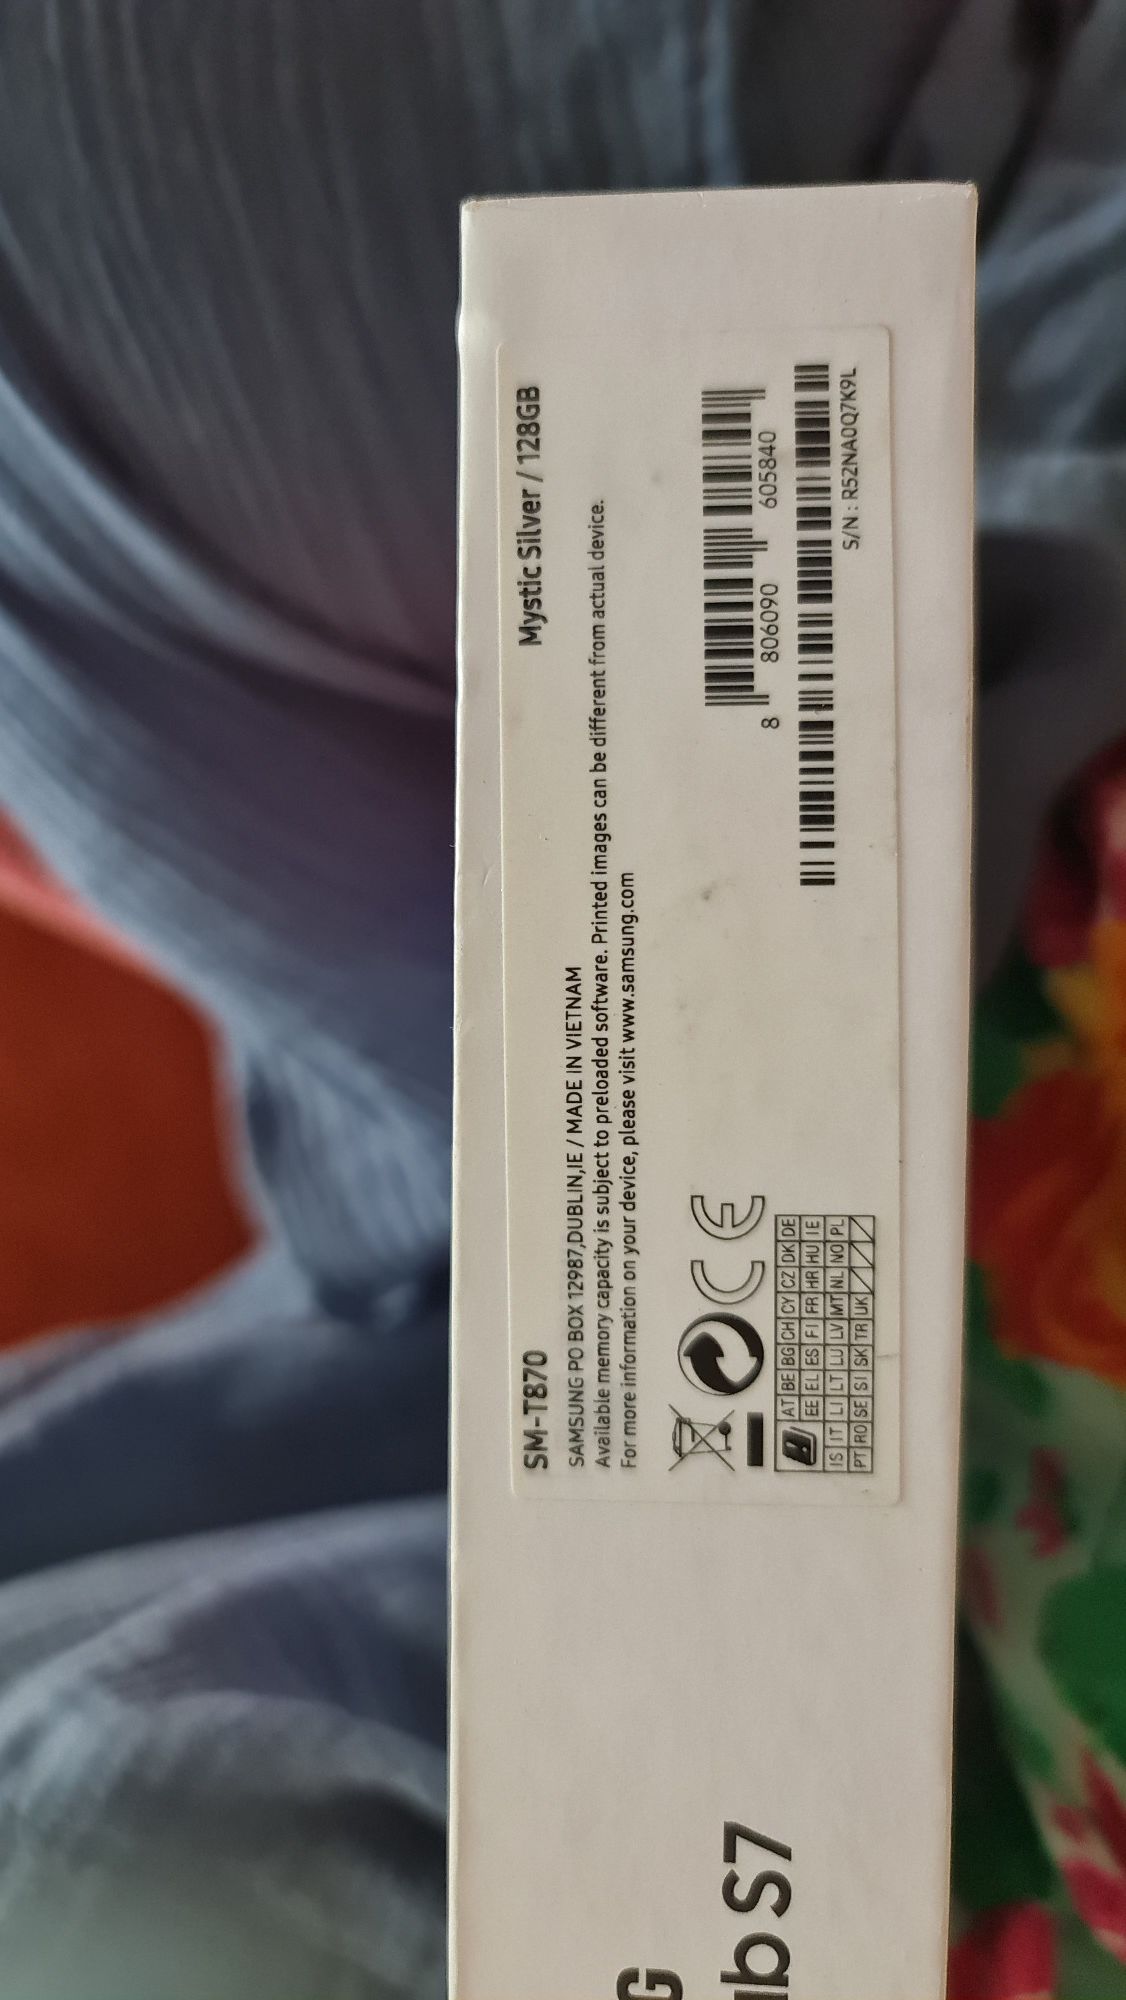 SM-T870
Mystic Silver / 128GB
SAMSUNG PO BOX 12987,DUBLIN,IE / MADE IN VIETNAM
Available memory capacity is subject to preloaded software. Printed images can be different from actual device.
For more information on your device, please visit www.samsung.com
CE
8 806090 605840
AT BE BG CH CY CZ DK DE
EE EL ES FI FR HR HU IE
IS IT LI LT LU LV MT NL NO PL
PT RO SE SI SK TR UK
S/N : R52NA0Q7K9L
G
ab S7